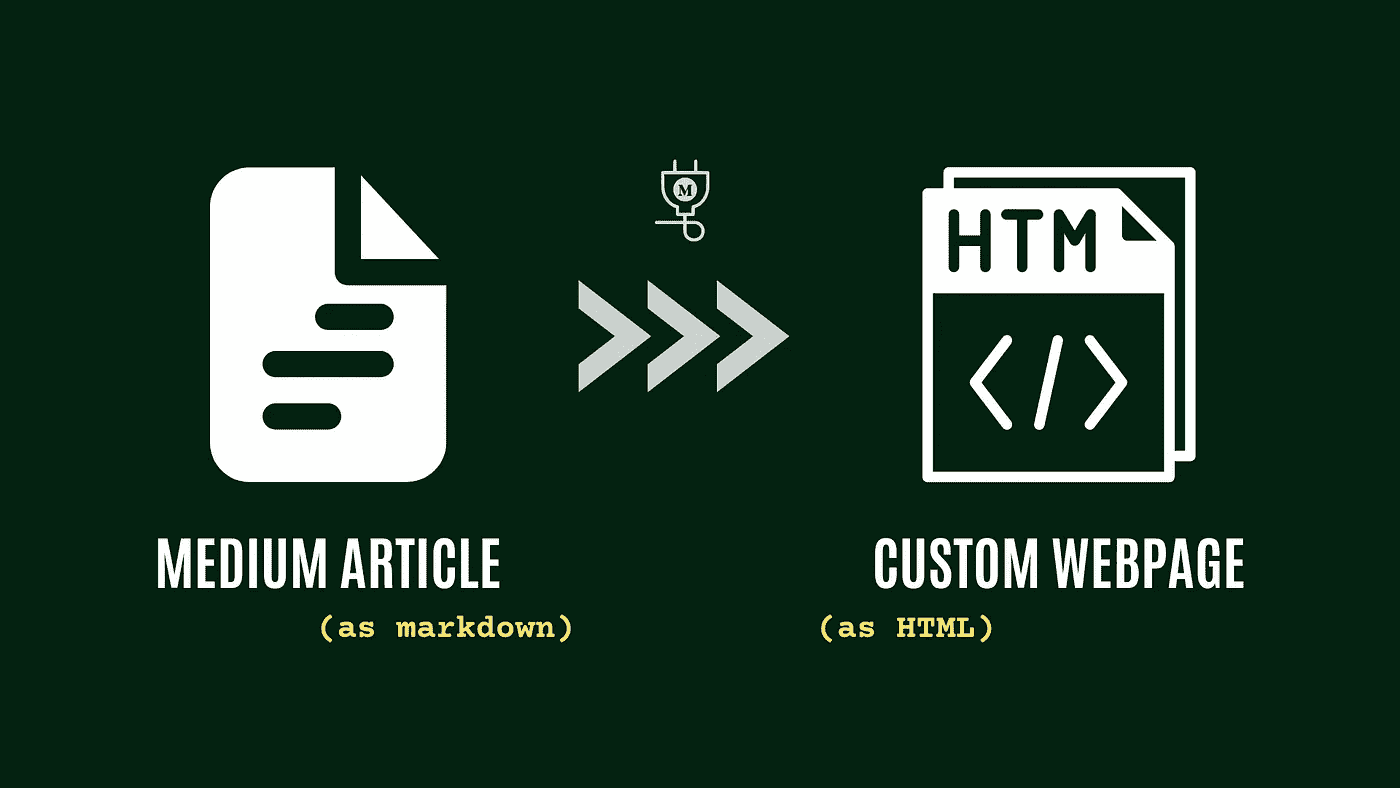 M
HTM
</>
MEDIUM ARTICLE
CUSTOM WEBPAGE
(as markdown)
(as HTML)